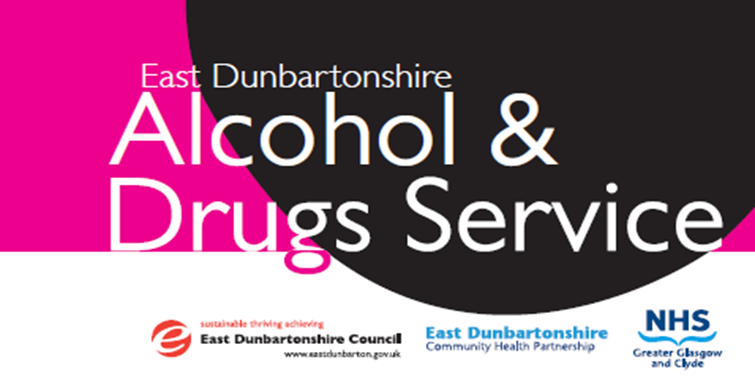 East Dunbartonshire
Alcohol &
Drugs Service
sustainable thriving achieving
East Dunbartonshire Council
www.eastdunbarton.gov.uk
East Dunbartonshire
Community Health Partnership
NHS
Greater Glasgow
and Clyde